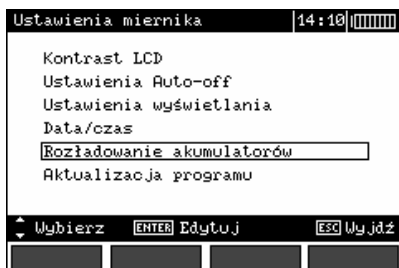 Ustawienia miernika 14:10
Kontrast LCD
Ustawienia Auto-off
Ustawienia wyświetlania
Data/czas
Rozładowanie akumulatorów
Aktualizacja programu
Wybierz ENTER Edytuj ESC Wyjdź